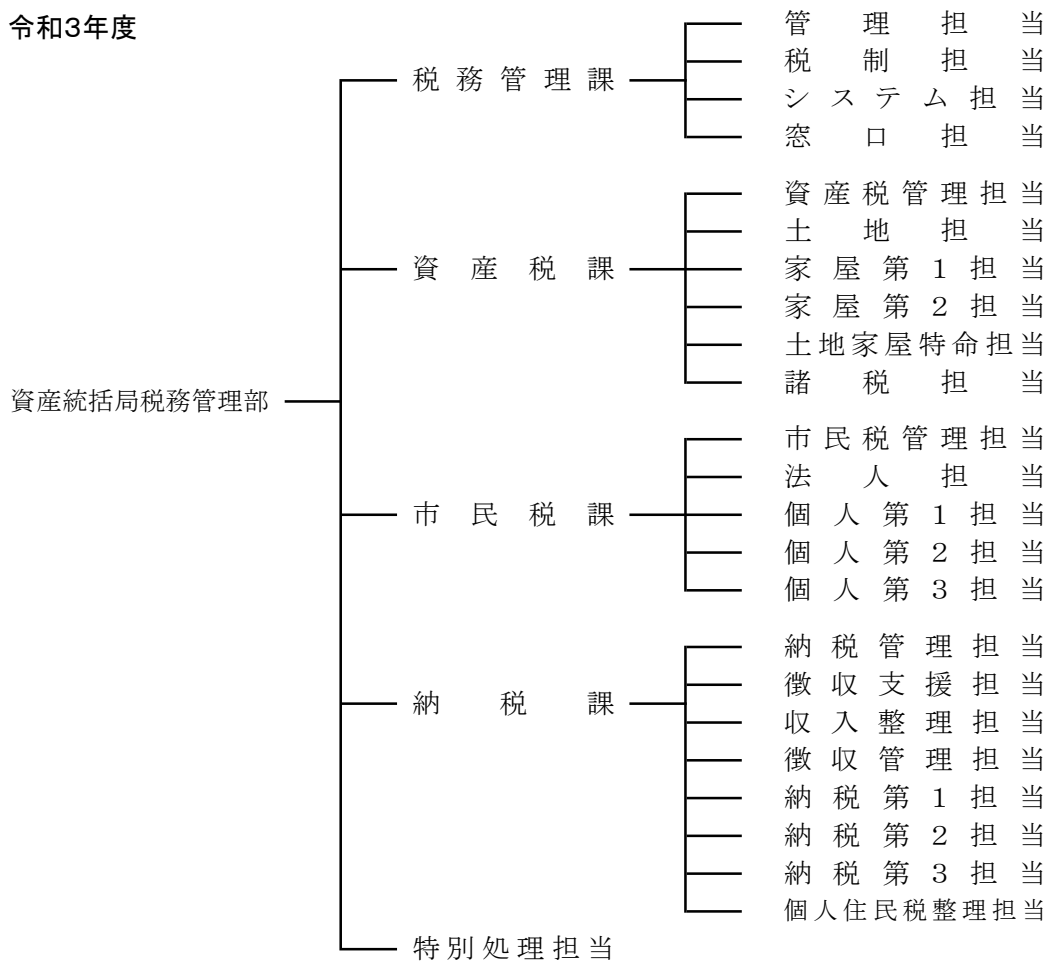 令和3年度
資産統括局税務管理部
税務管理課
管理担当
税制担当
システム担当
窓口担当
資産税課
資産税管理担当
土地担当
家屋第1担当
家屋第2担当
土地家屋特命担当
諸税担当
市民税課
市民税管理担当
法人担当
個人第1担当
個人第2担当
個人第3担当
納税課
納税管理担当
徴収支援担当
収入整理担当
徴収管理担当
納税第1担当
納税第2担当
納税第3担当
個人住民税整理担当
特別処理担当